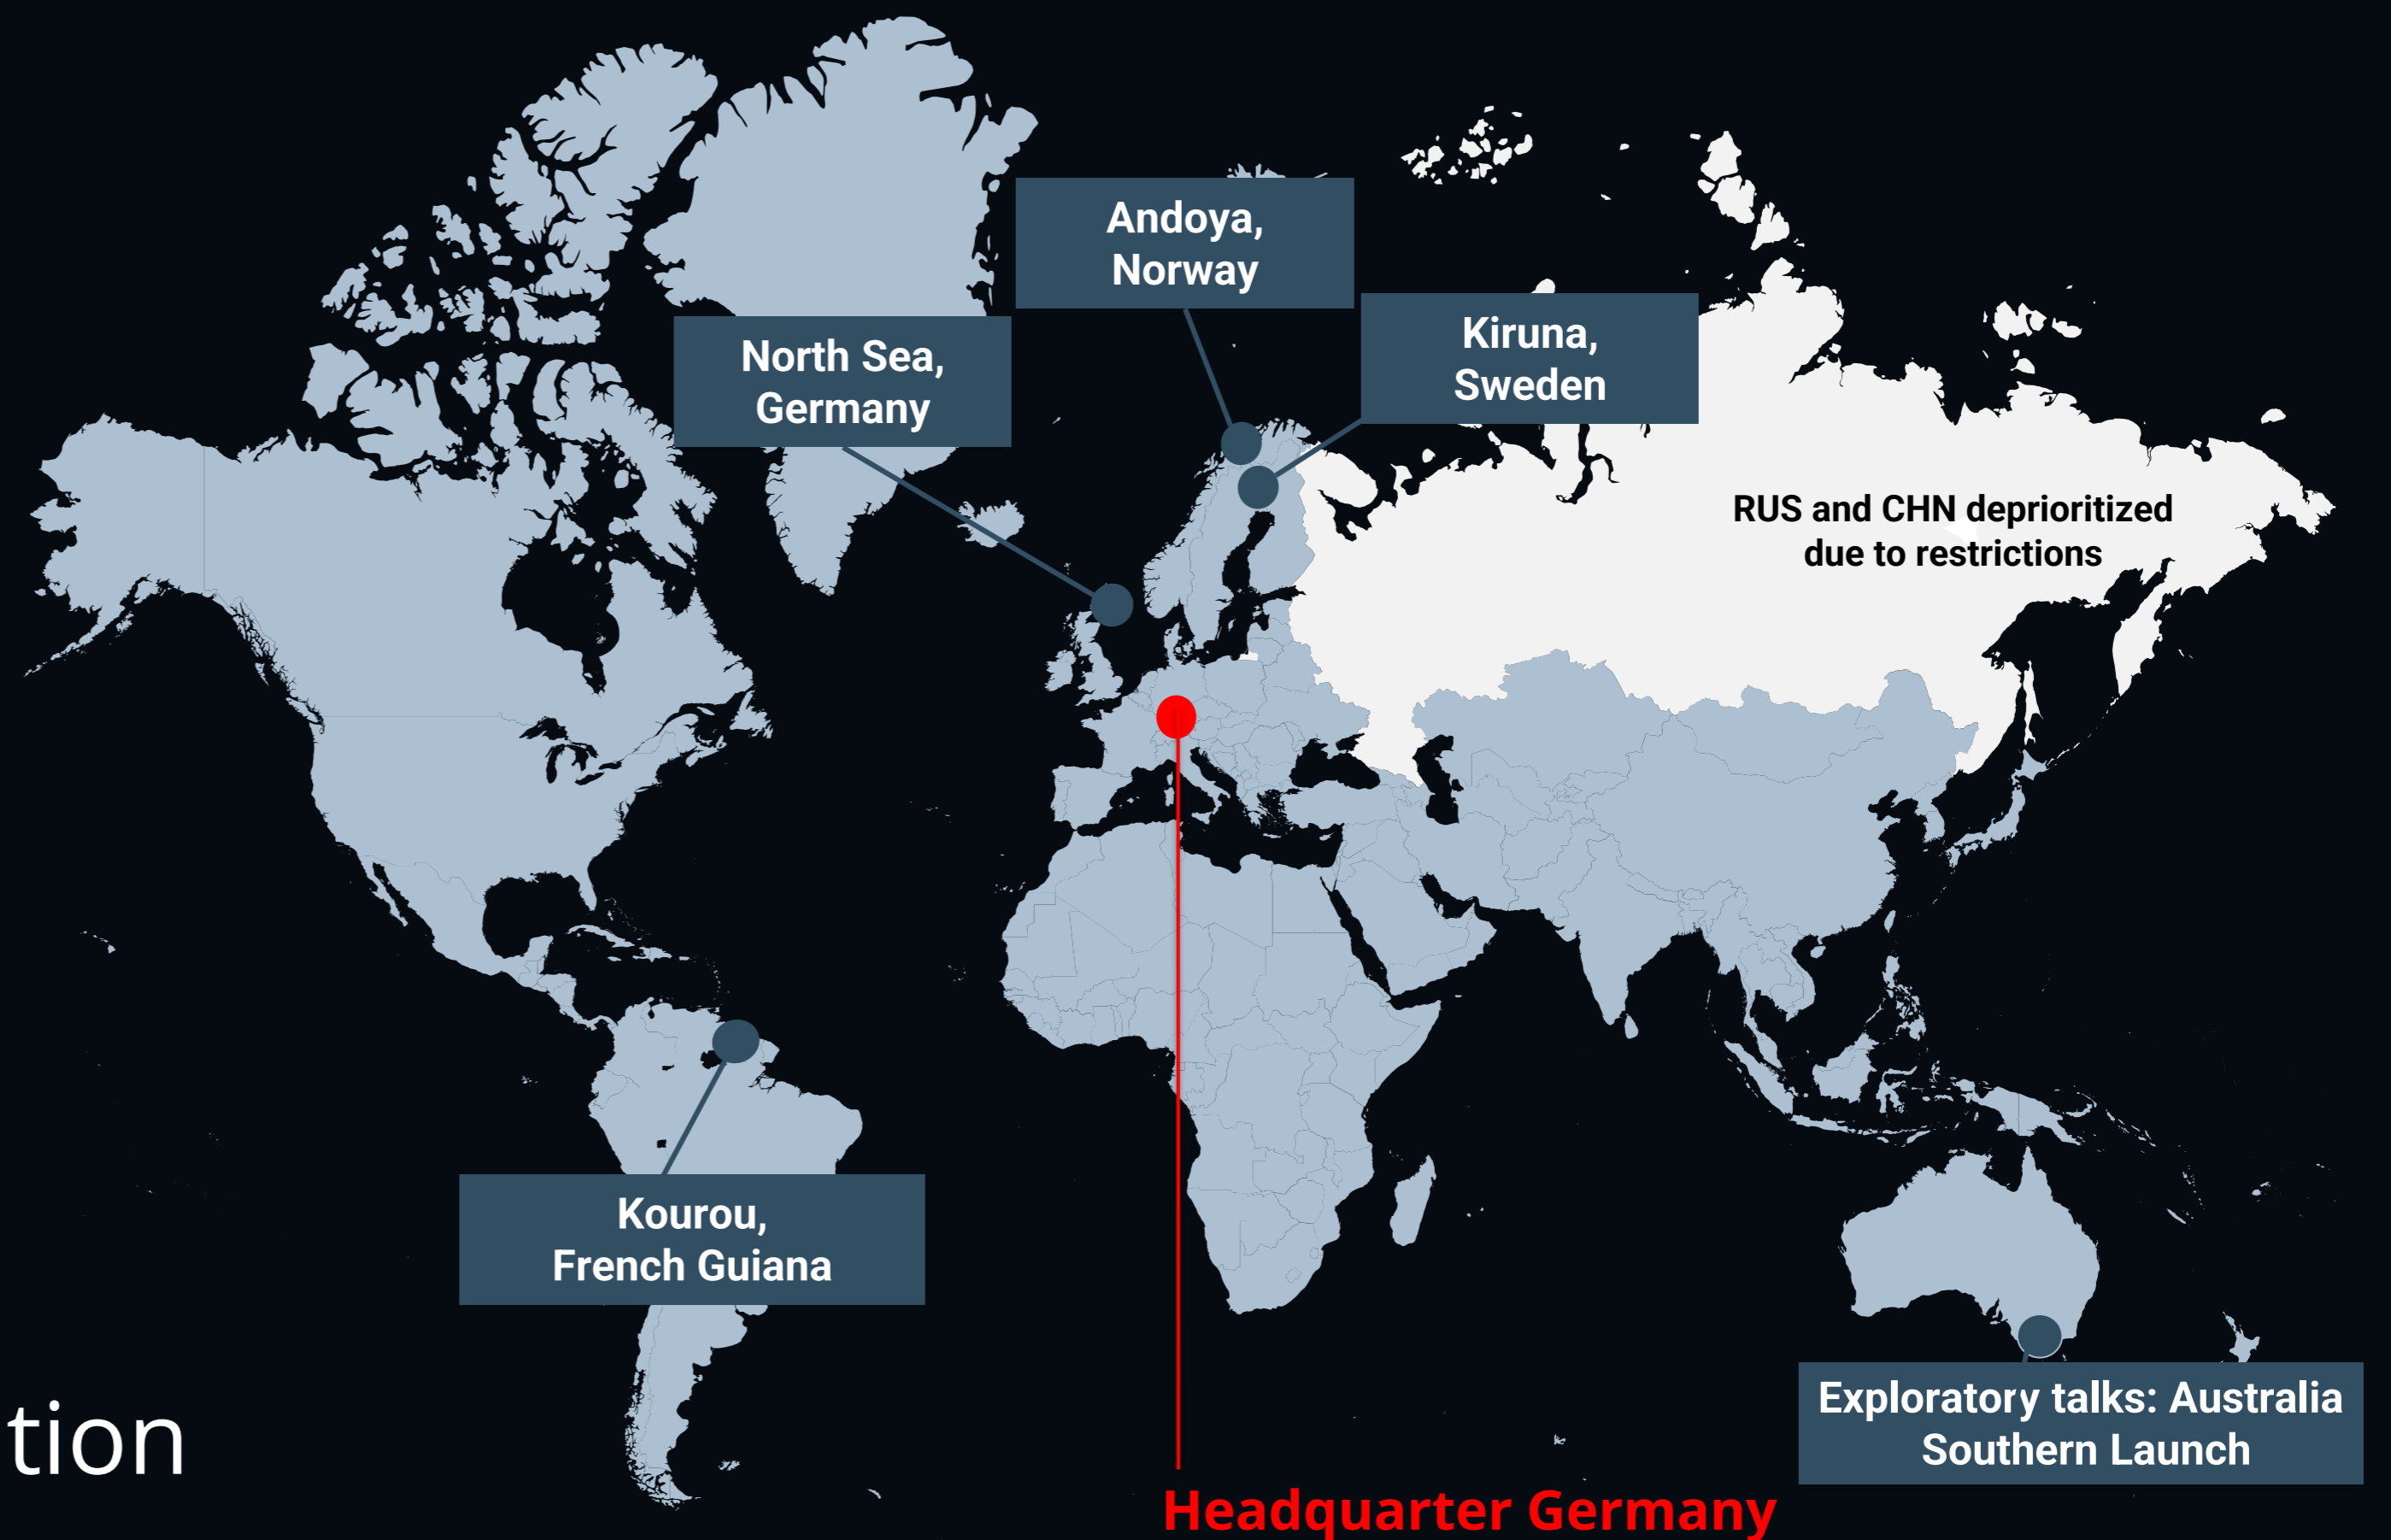 Andoya,
Norway
Kiruna,
Sweden
North Sea,
Germany
RUS and CHN deprioritized
due to restrictions
Kourou,
French Guiana
Exploratory talks: Australia
Southern Launch
tion
Headquarter Germany